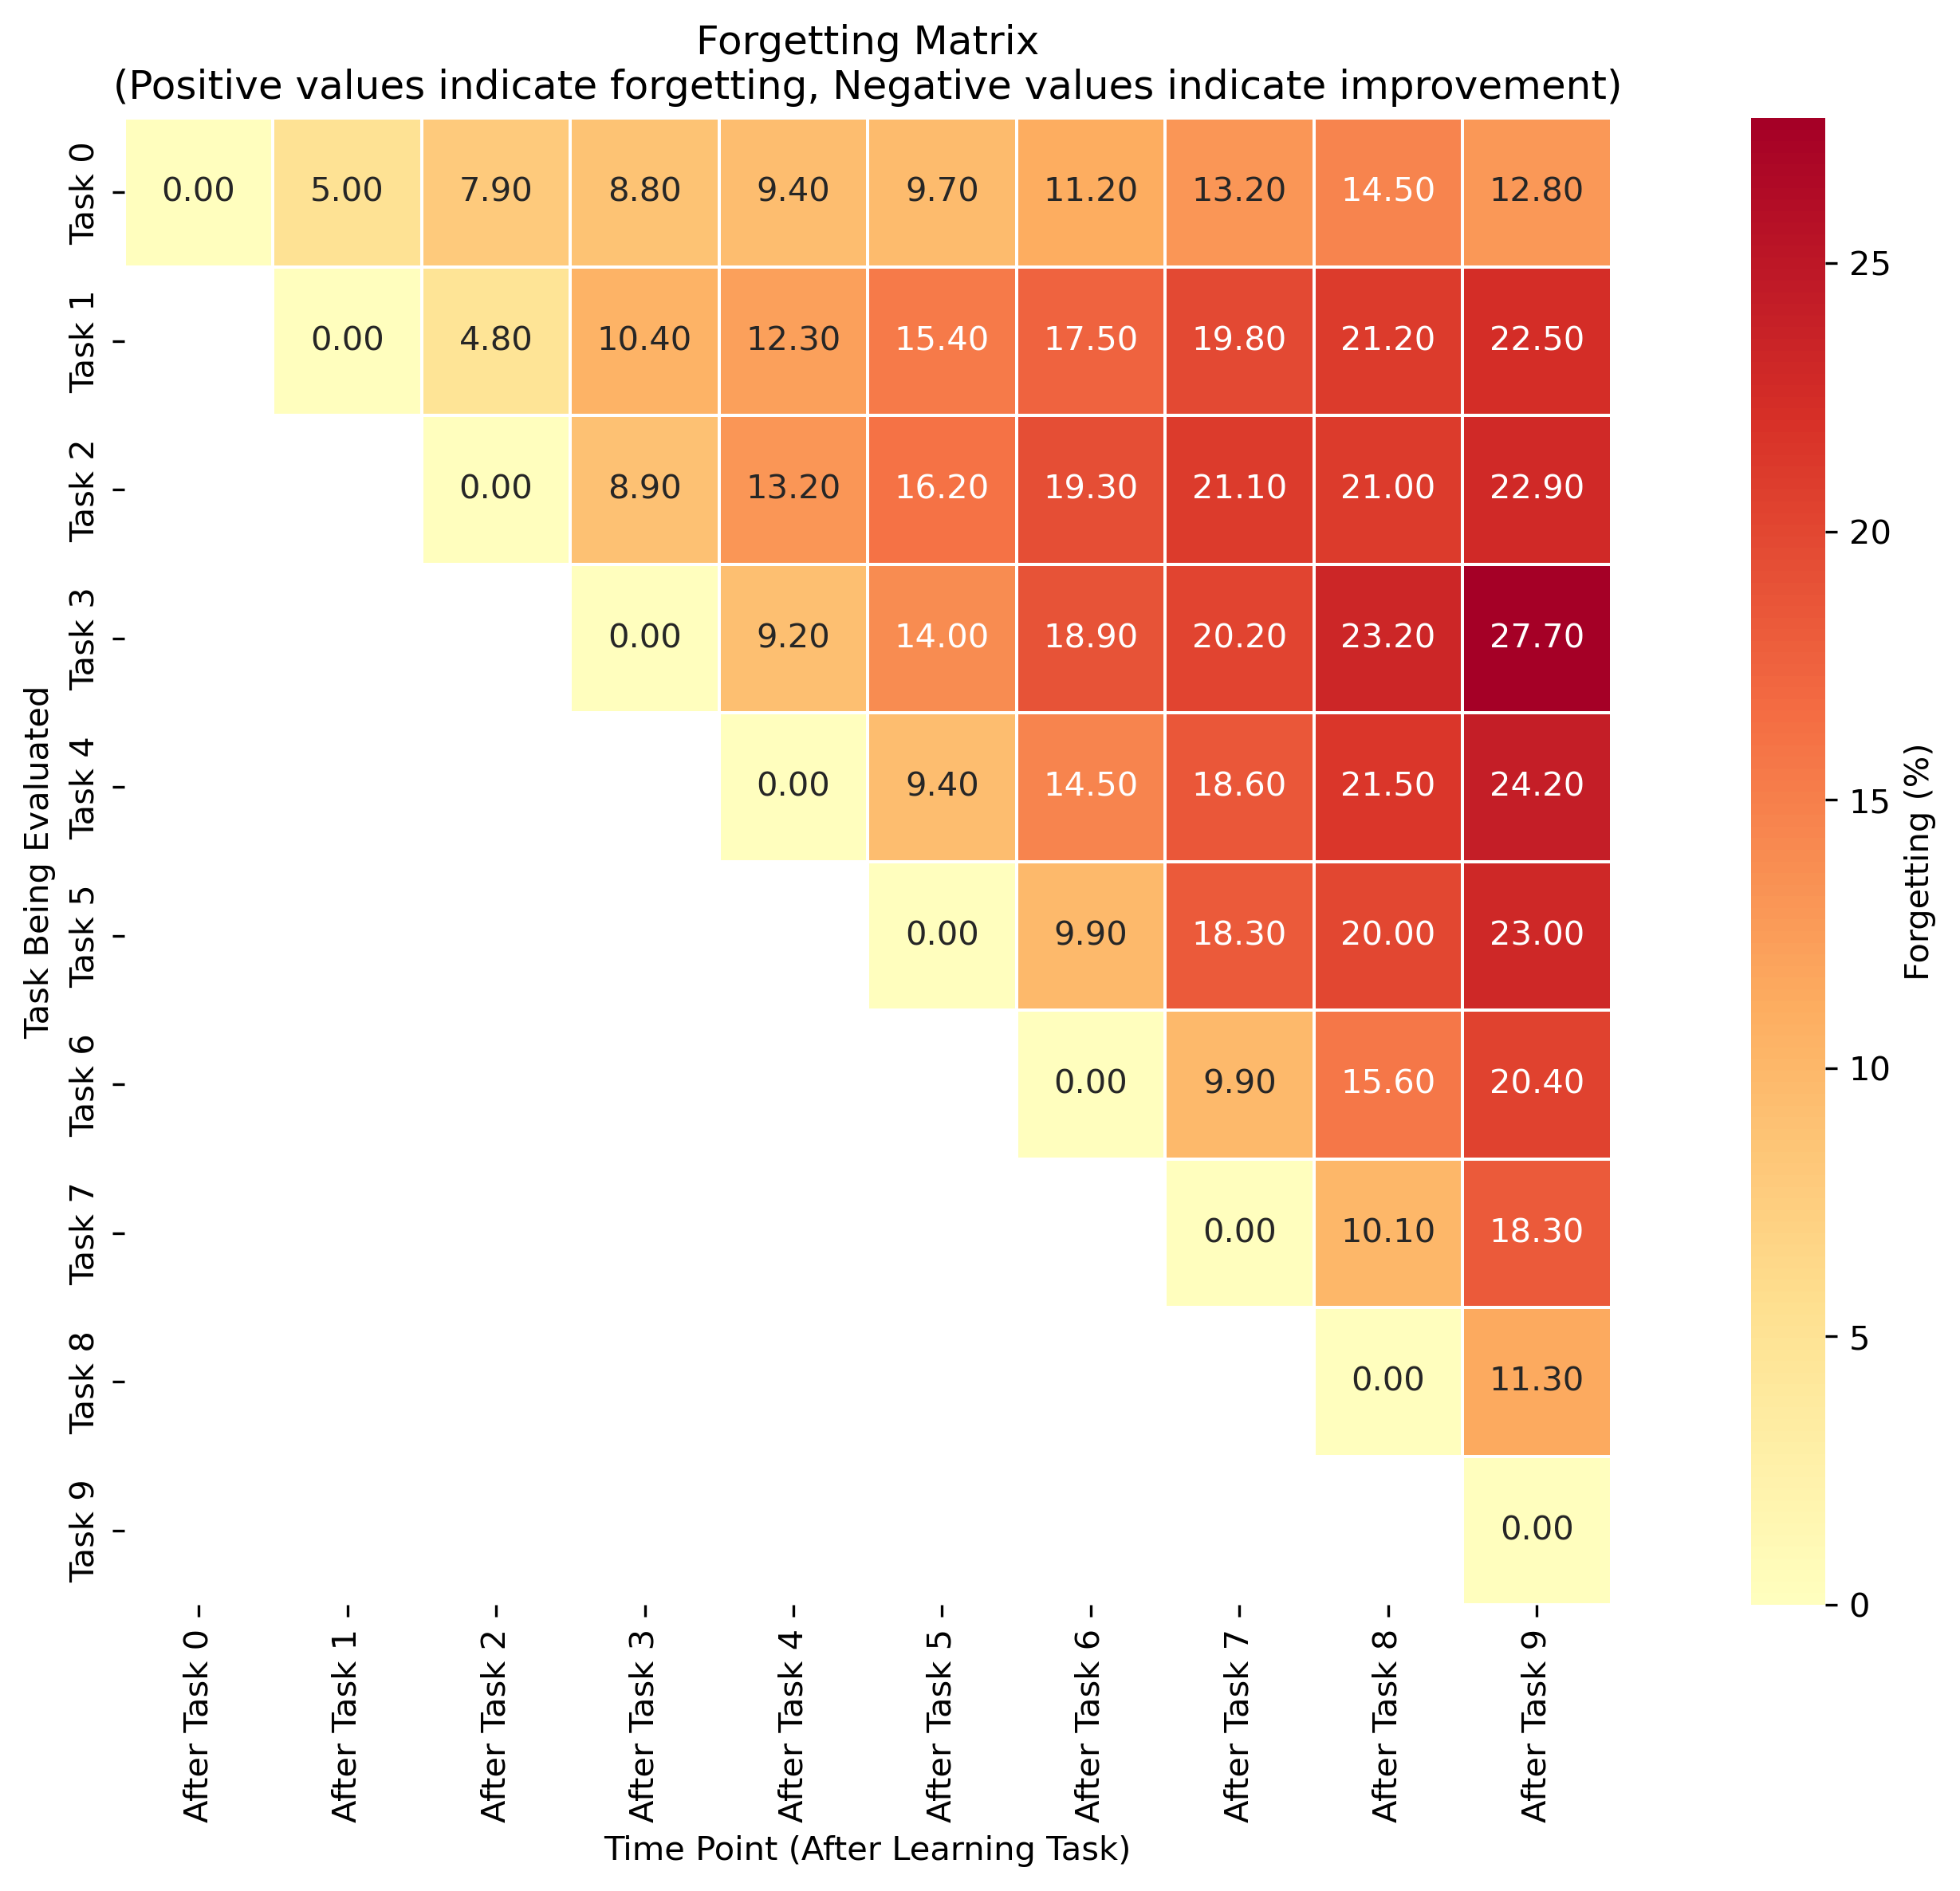 Forgetting Matrix
(Positive values indicate forgetting, Negative values indicate improvement)
Task Being Evaluated
Task 0 0.00 5.00 7.90 8.80 9.40 9.70 11.20 13.20 14.50 12.80
Task 1 0.00 4.80 10.40 12.30 15.40 17.50 19.80 21.20 22.50
Task 2 0.00 8.90 13.20 16.20 19.30 21.10 21.00 22.90
Task 3 0.00 9.20 14.00 18.90 20.20 23.20 27.70
Task 4 0.00 9.40 14.50 18.60 21.50 24.20
Task 5 0.00 9.90 18.30 20.00 23.00
Task 6 0.00 9.90 15.60 20.40
Task 7 0.00 10.10 18.30
Task 8 0.00 11.30
Task 9 0.00
After Task 0
After Task 1
After Task 2
After Task 3
After Task 4
After Task 5
After Task 6
After Task 7
After Task 8
After Task 9
Time Point (After Learning Task)
25
20
15
10
5
0
Forgetting (%)